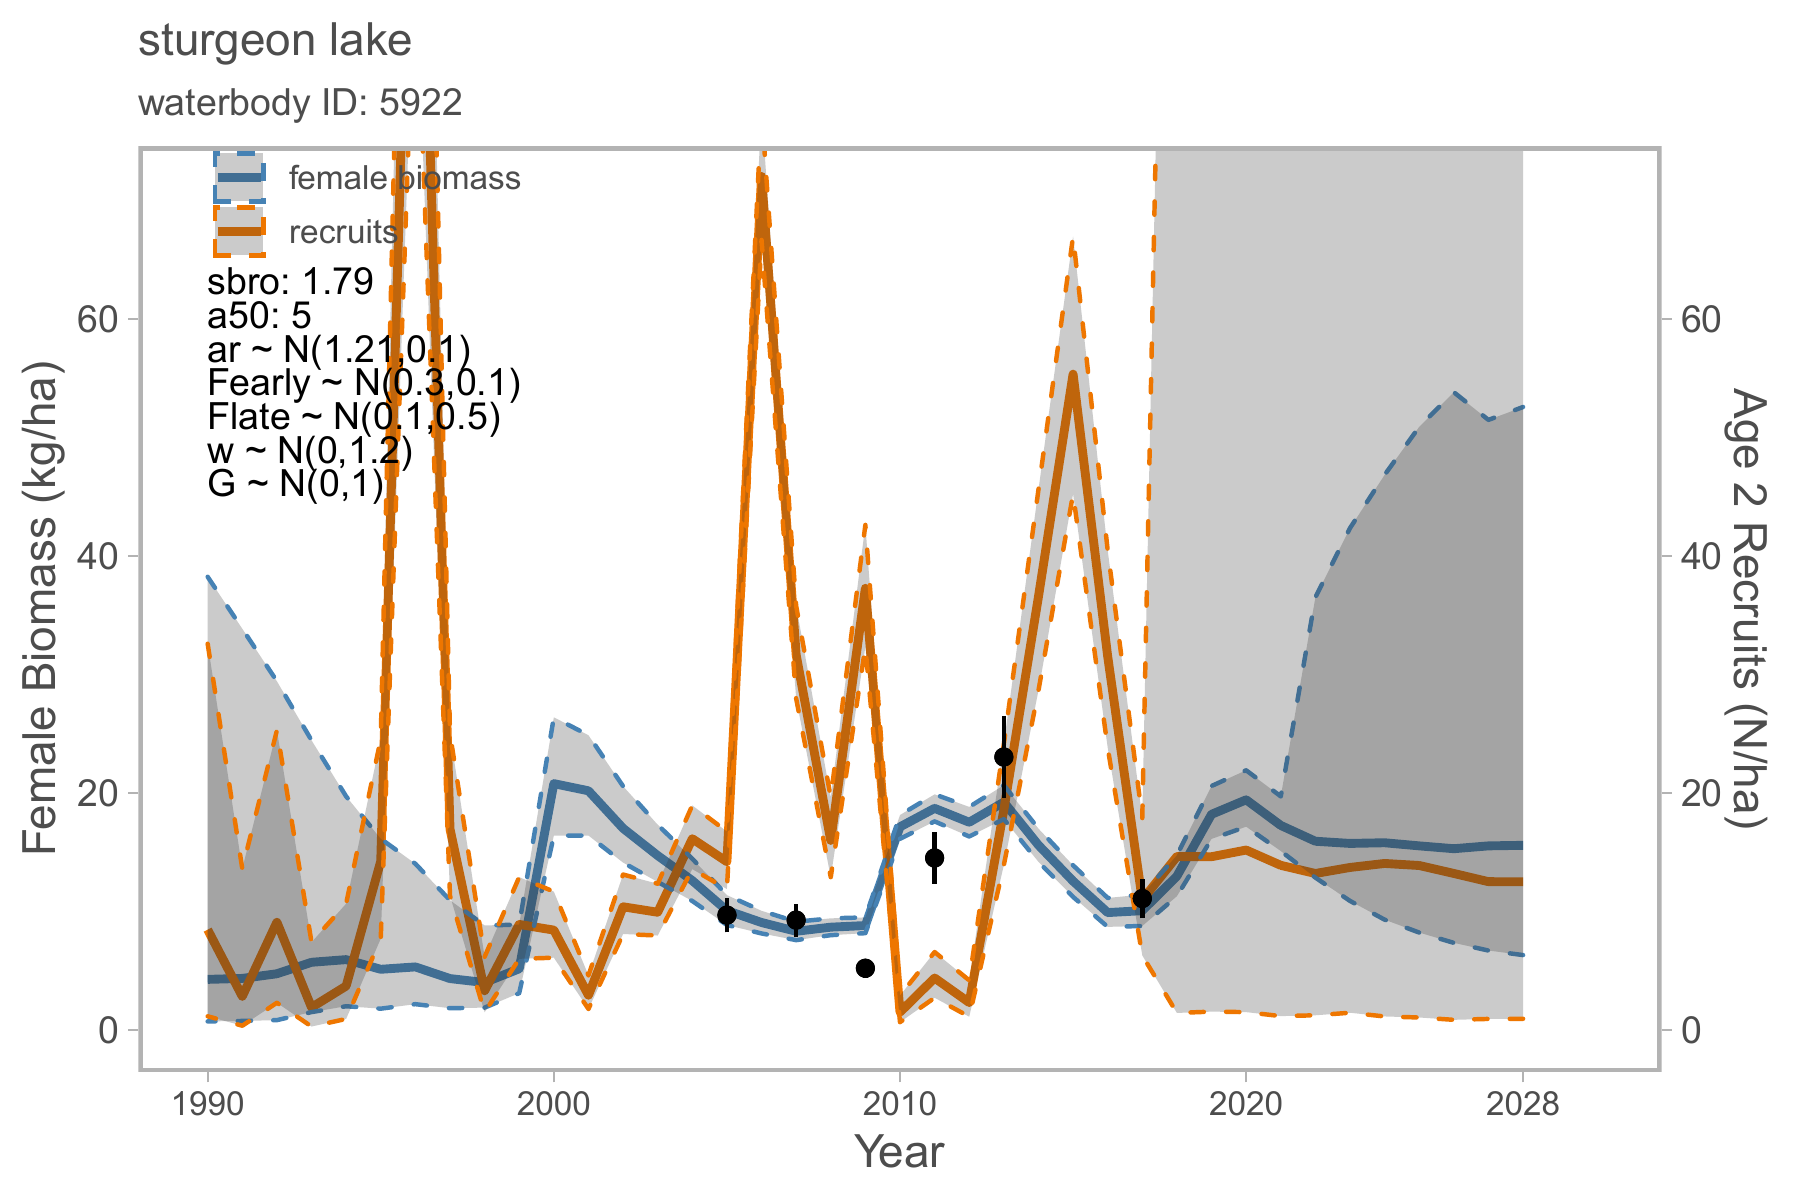 sturgeon lake
waterbody ID: 5922
female biomass
recruits
sbro: 1.79
a50: 5
ar ~ N(1.21,0.1)
Fearly ~ N(0.3,0.1)
Flate ~ N(0.1,0.5)
w ~ N(0,1.2)
G ~ N(0,1)
Female Biomass (kg/ha)
60
40
20
0
60
40
20
0
Age 2 Recruits (N/ha)
1990 2000 2010 2020 2028
Year